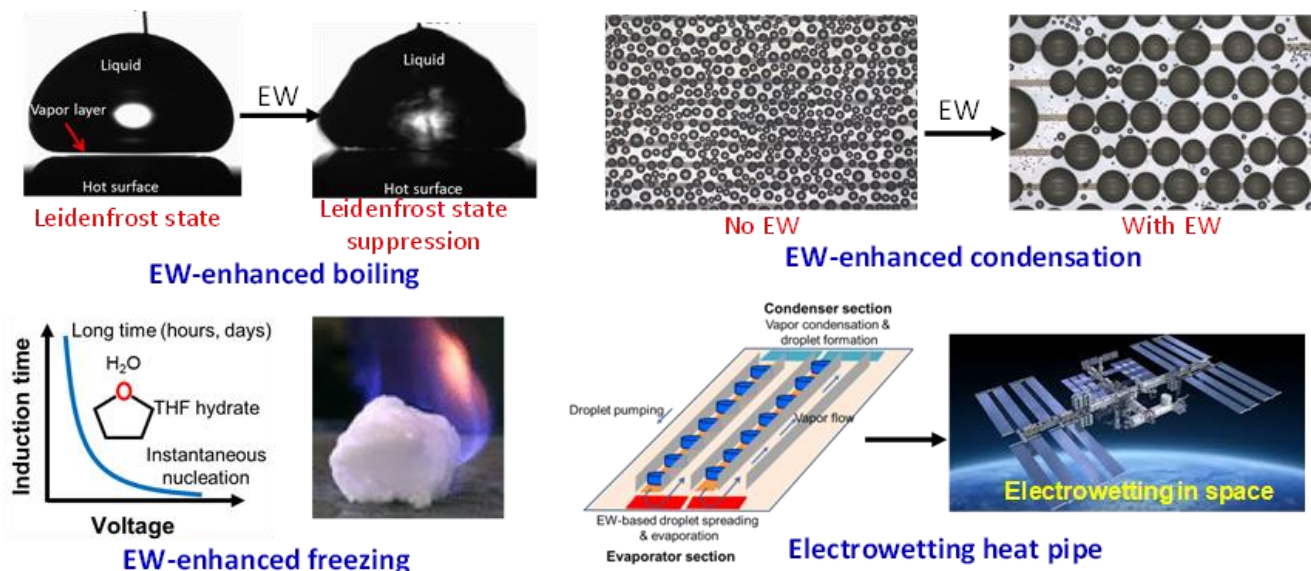 Liquid
Vapor layer
Hot surface
EW
Liquid
Hot surface
Leidenfrost state
Leidenfrost state
suppression
EW-enhanced boiling
EW
No EW
With EW
EW-enhanced condensation
Induction time
Long time (hours, days)
H₂O
O
THF hydrate
Instantaneous
nucleation
Voltage
EW-enhanced freezing
Condenser section
Vapor condensation &
droplet formation
Droplet pumping
Vapor flow
EW-based droplet spreading
& evaporation
Evaporator section
Electrowetting in space
Electrowetting heat pipe